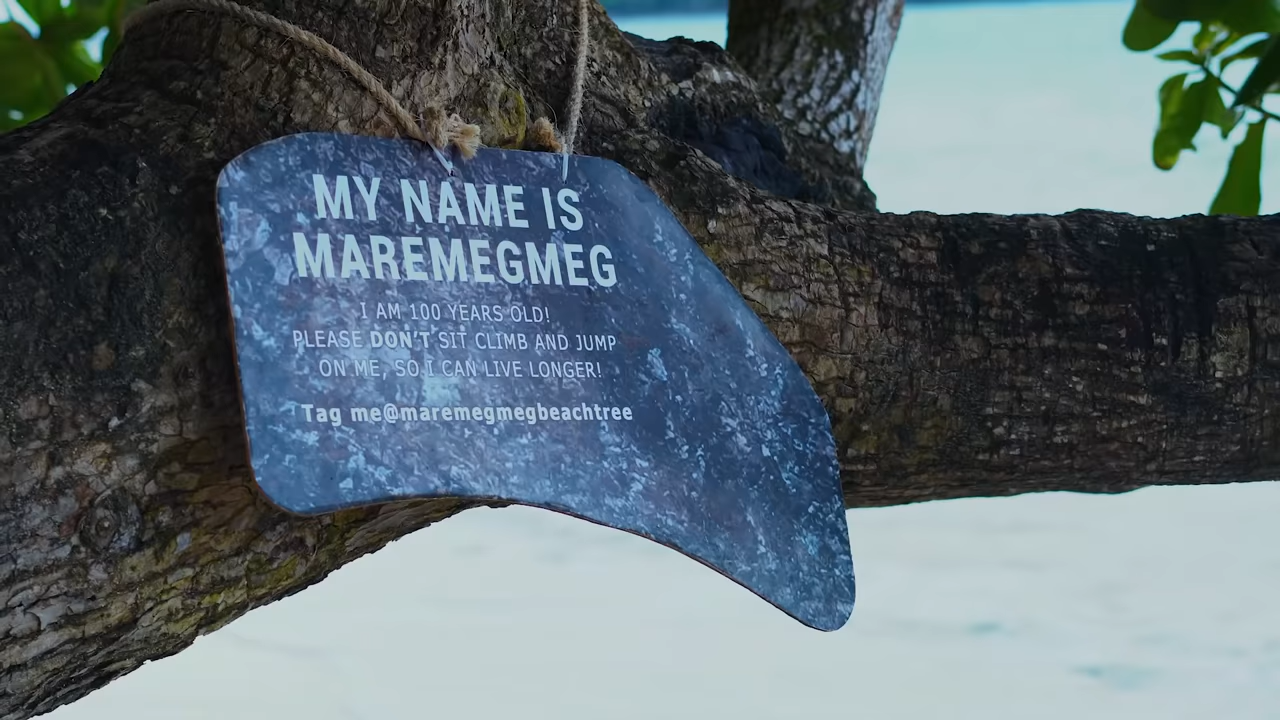 MY NAME IS
MAREMEGMEG
I AM 100 YEARS OLD!
PLEASE DON'T SIT CLIMB AND JUMP
ON ME, SO I CAN LIVE LONGER!
Tag me@maremegmegbeachtree